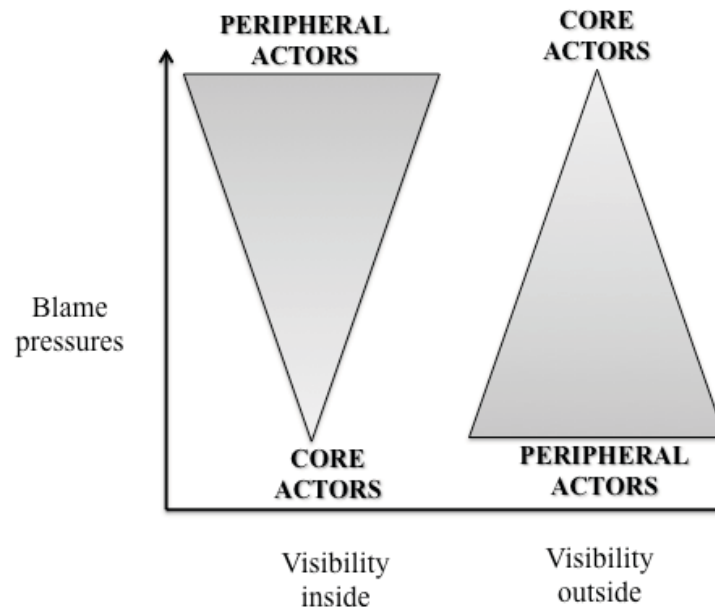 PERIPHERAL
ACTORS
CORE
ACTORS
Blame
pressures
CORE
ACTORS
PERIPHERAL
ACTORS
Visibility
inside
Visibility
outside